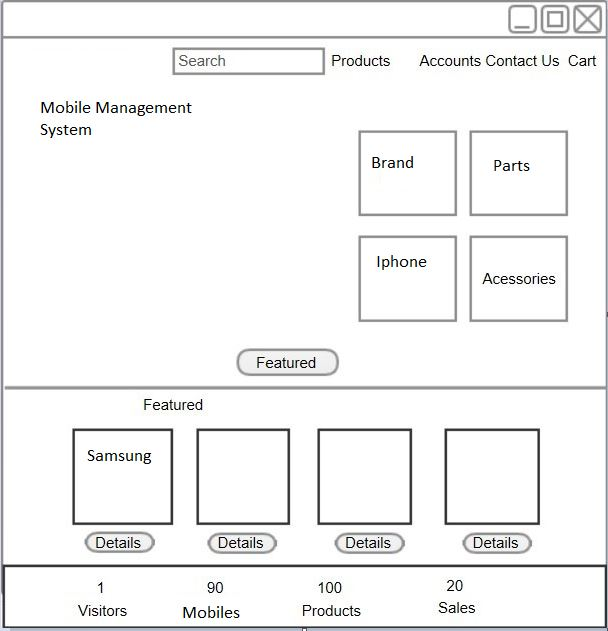 Search Products Accounts Contact Us Cart
Mobile Management
System
Brand Parts
Iphone Acessories
Featured
Featured
Samsung
Details Details Details Details
1 90 100 20
Visitors Mobiles Products Sales